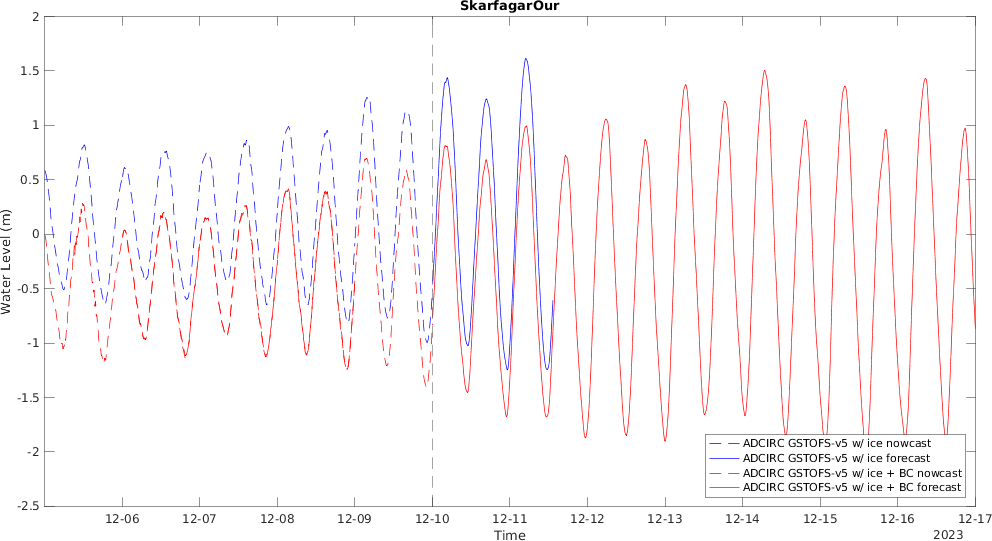 SkarfagarOur
2
1.5
1
0.5
0
-0.5
-1
-1.5
-2
-2.5
Water Level (m)
ADCIRC GSTOFS-v5 w/ ice nowcast
ADCIRC GSTOFS-v5 w/ ice forecast
ADCIRC GSTOFS-v5 w/ ice + BC nowcast
ADCIRC GSTOFS-v5 w/ ice + BC forecast
12-06 12-07 12-08 12-09 12-10 12-11 12-12 12-13 12-14 12-15 12-16 12-17
Time
2023